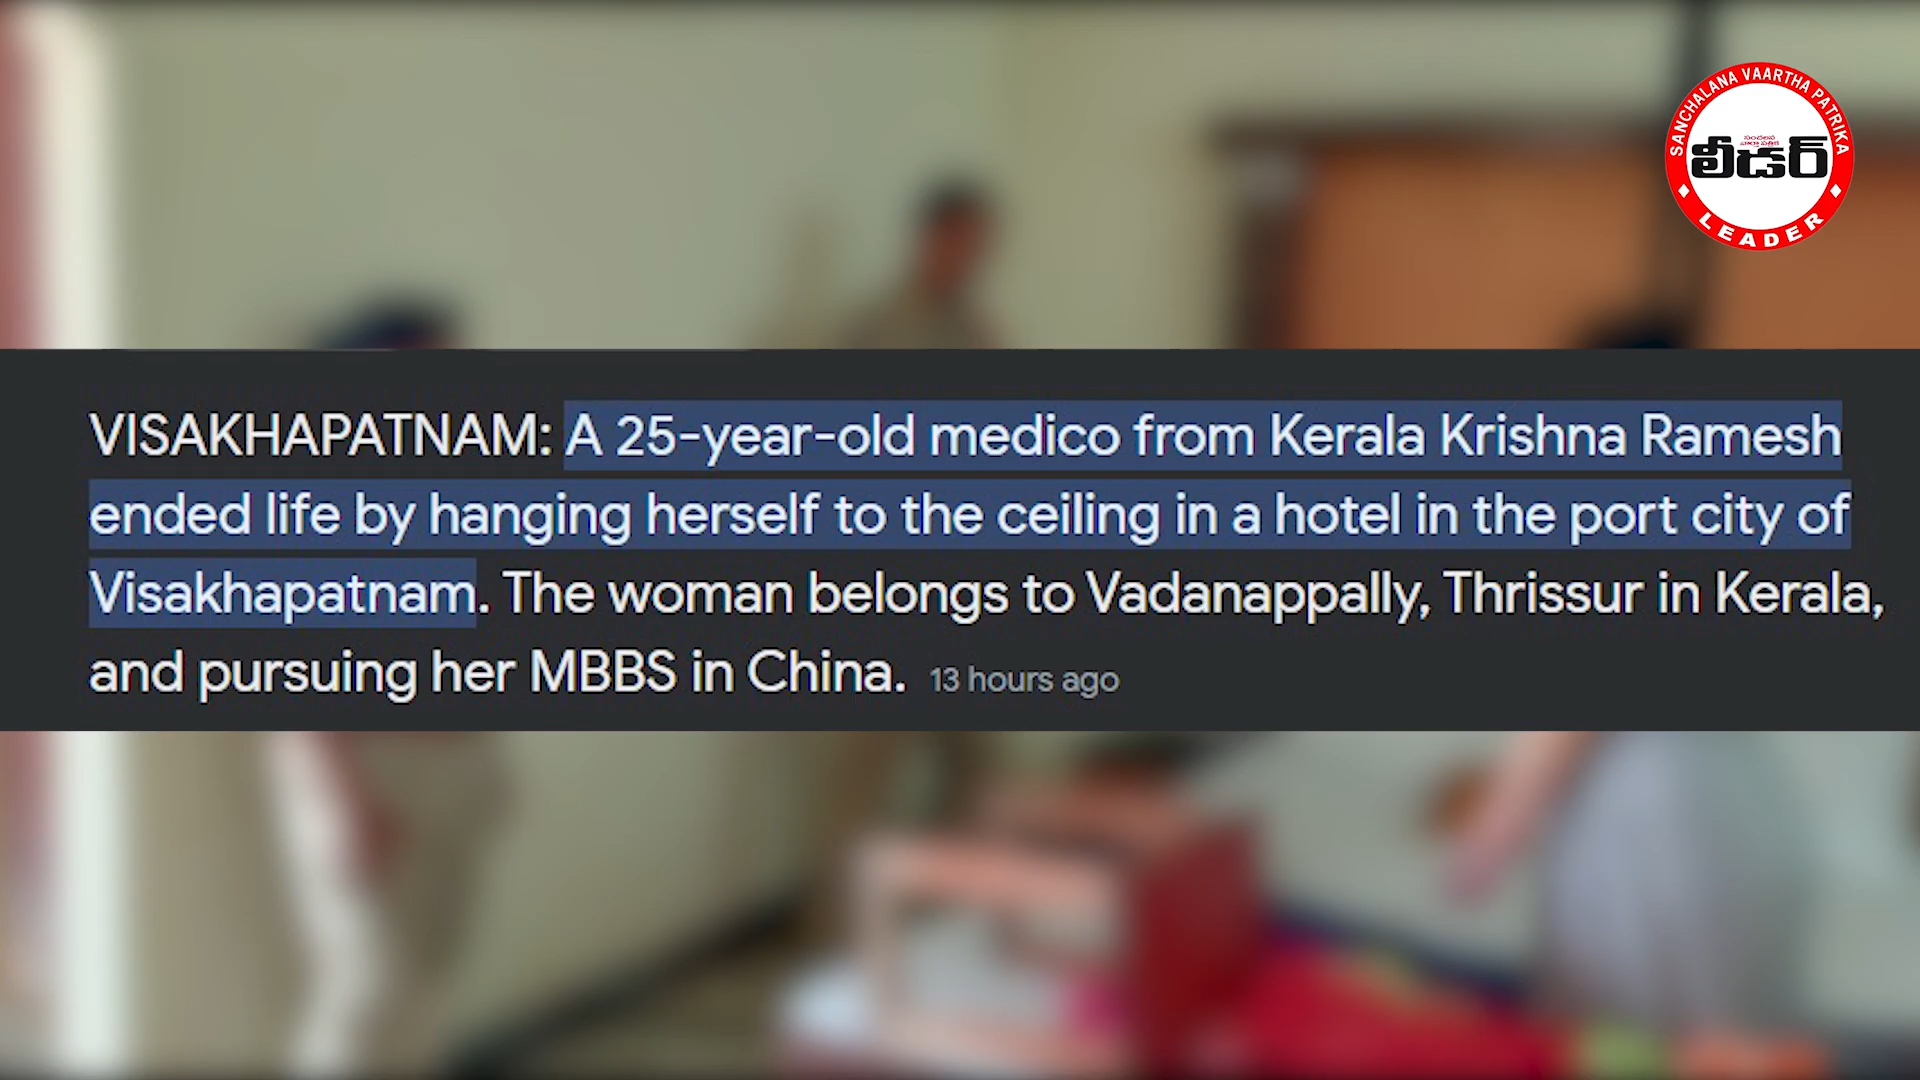 SANCHALANA VAARTHA PATRIKA
సంచలన
వార్తా పత్రిక
లీడర్
LEADER
VISAKHAPATNAM: A 25-year-old medico from Kerala Krishna Ramesh
ended life by hanging herself to the ceiling in a hotel in the port city of
Visakhapatnam. The woman belongs to Vadanappally, Thrissur in Kerala,
and pursuing her MBBS in China. 13 hours ago